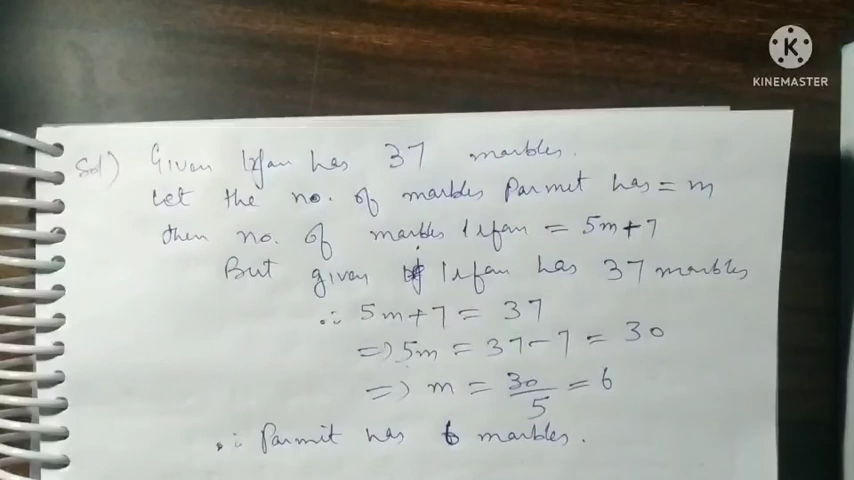 K
KINEMASTER
Sol) Given Irfan has 37 marbles.
Let the no. of marbles Parmit has = m
then no. of marbles Irfan = 5m+7
But given Irfan has 37 marbles
∴ 5m+7 = 37
=> 5m = 37-7 = 30
=> m = 30/5 = 6
∴ Parmit has 6 marbles.